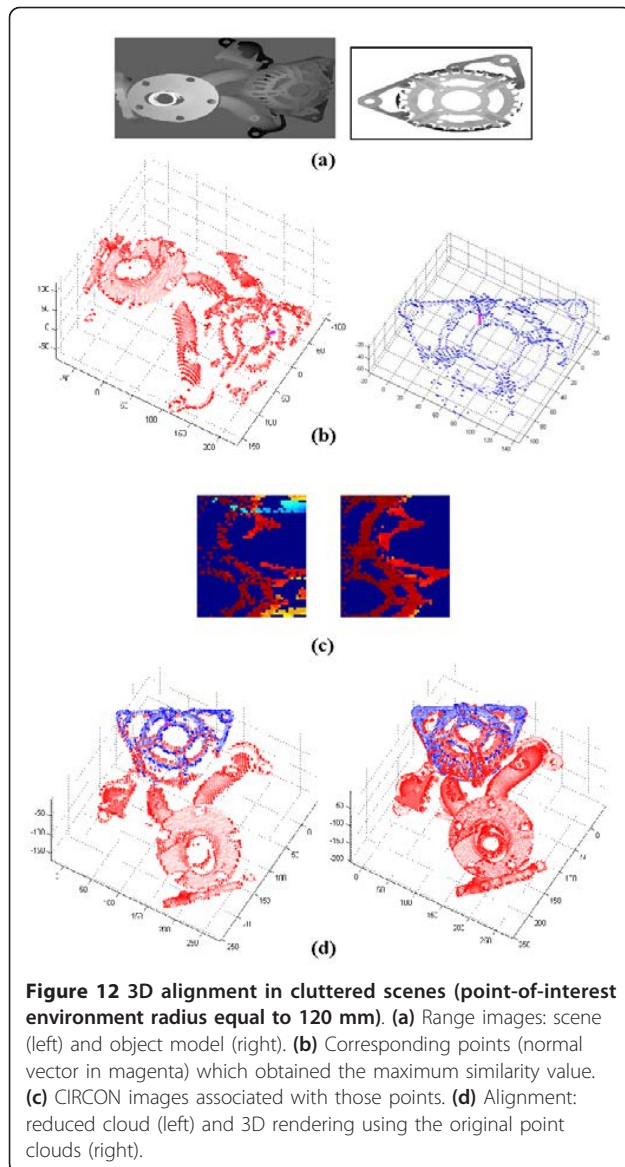 (a)
(b)
(c)
(d)
Figure 12 3D alignment in cluttered scenes (point-of-interest
environment radius equal to 120 mm). (a) Range images: scene
(left) and object model (right). (b) Corresponding points (normal
vector in magenta) which obtained the maximum similarity value.
(c) CIRCON images associated with those points. (d) Alignment:
reduced cloud (left) and 3D rendering using the original point
clouds (right).